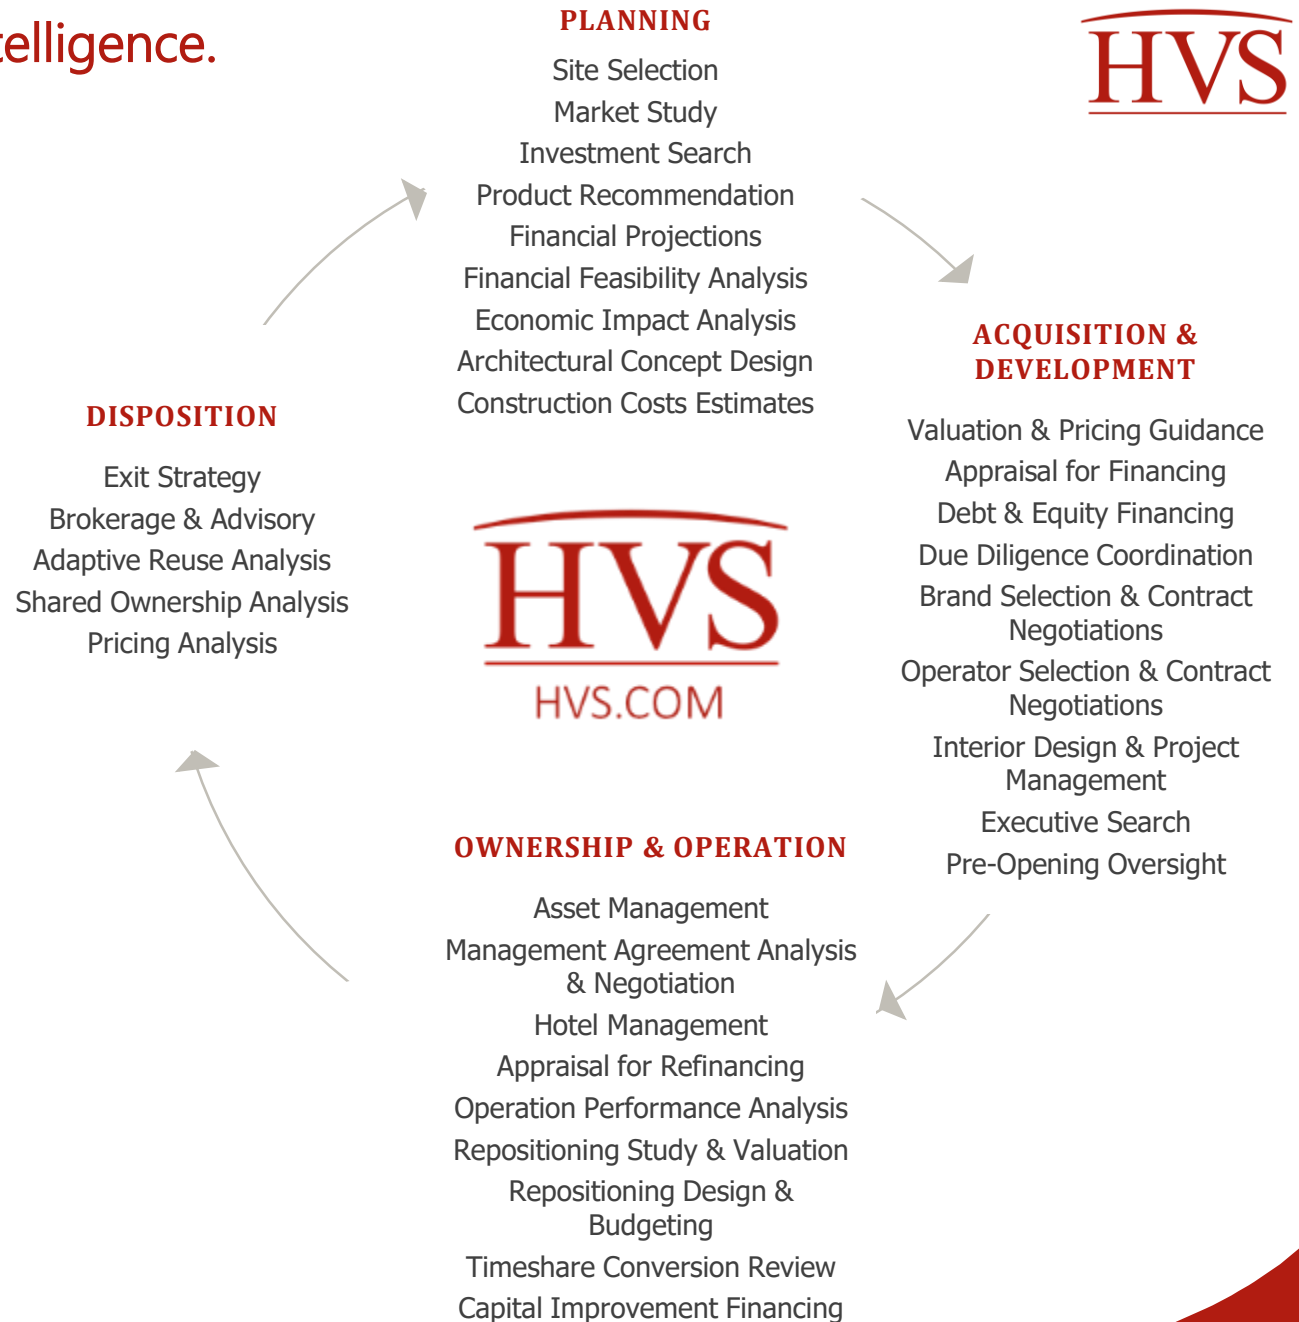 telligence.
HVS
PLANNING
Site Selection
Market Study
Investment Search
Product Recommendation
Financial Projections
Financial Feasibility Analysis
Economic Impact Analysis
Architectural Concept Design
Construction Costs Estimates
ACQUISITION &
DEVELOPMENT
Valuation & Pricing Guidance
Appraisal for Financing
Debt & Equity Financing
Due Diligence Coordination
Brand Selection & Contract
Negotiations
Operator Selection & Contract
Negotiations
Interior Design & Project
Management
Executive Search
Pre-Opening Oversight
OWNERSHIP & OPERATION
Asset Management
Management Agreement Analysis
& Negotiation
Hotel Management
Appraisal for Refinancing
Operation Performance Analysis
Repositioning Study & Valuation
Repositioning Design &
Budgeting
Timeshare Conversion Review
Capital Improvement Financing
DISPOSITION
Exit Strategy
Brokerage & Advisory
Adaptive Reuse Analysis
Shared Ownership Analysis
Pricing Analysis
HVS
HVS.COM